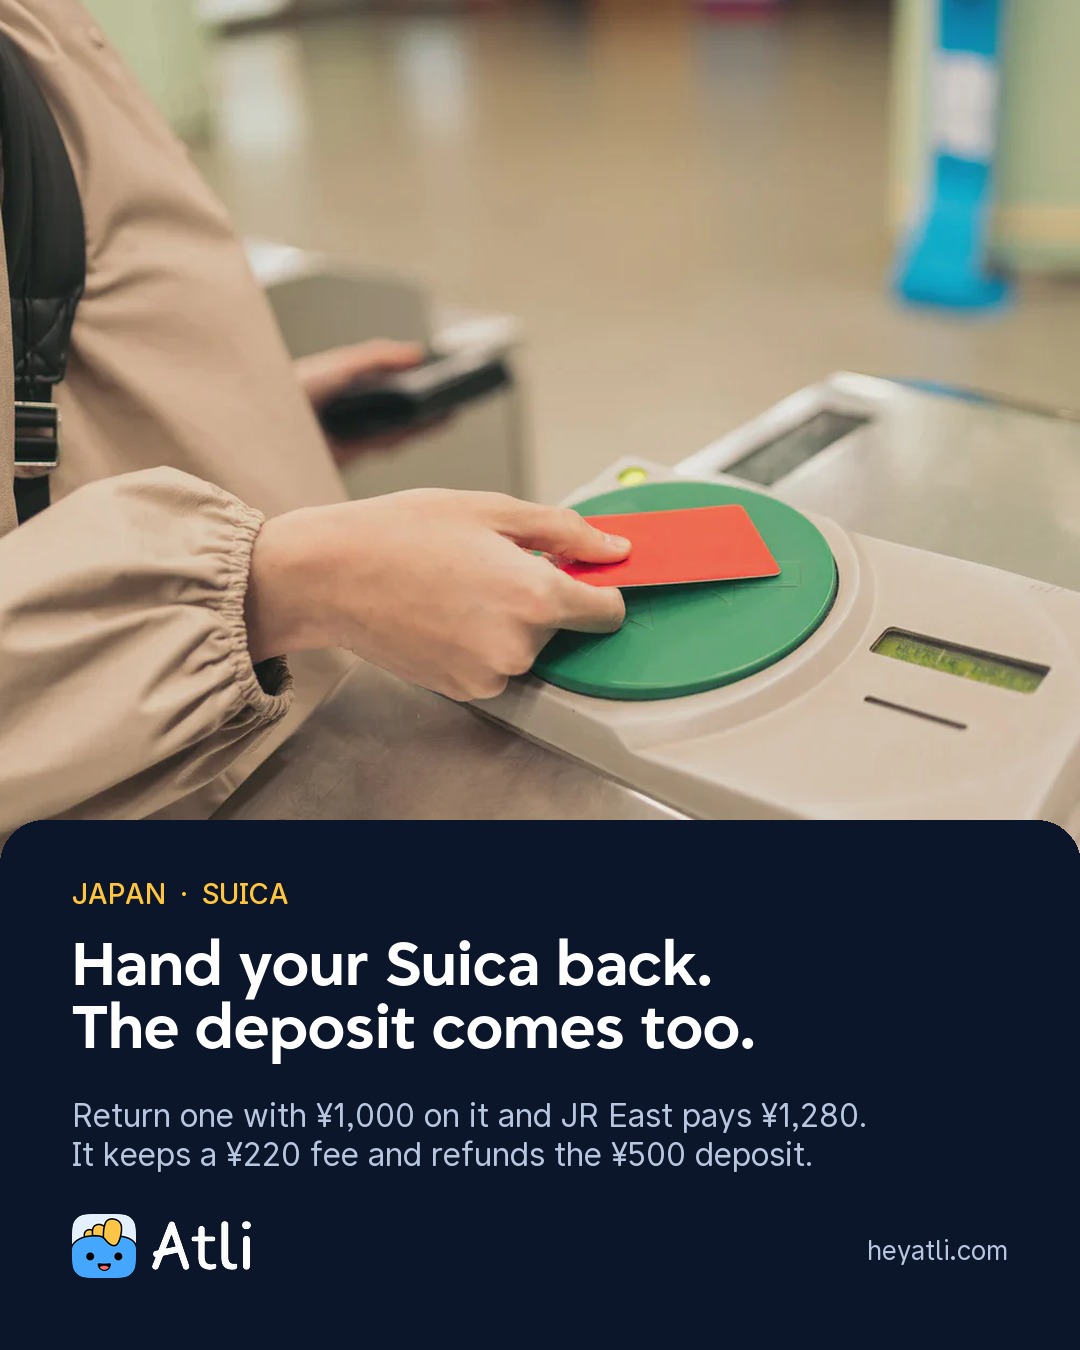 JAPAN · SUICA
Hand your Suica back.
The deposit comes too.
Return one with ¥1,000 on it and JR East pays ¥1,280.
It keeps a ¥220 fee and refunds the ¥500 deposit.
Atli
heyatli.com